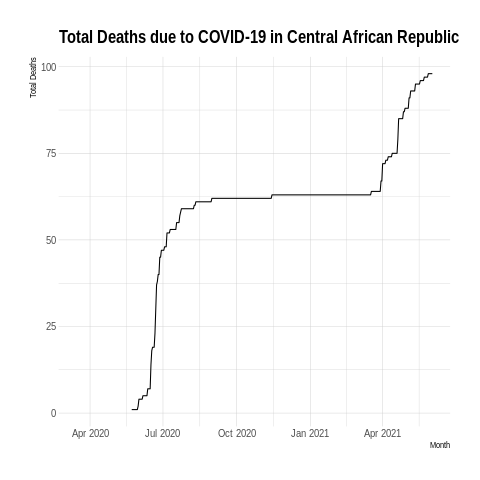 Total Deaths due to COVID-19 in Central African Republic
Total Deaths
100
75
50
25
0
Apr 2020 Jul 2020 Oct 2020 Jan 2021 Apr 2021
Month